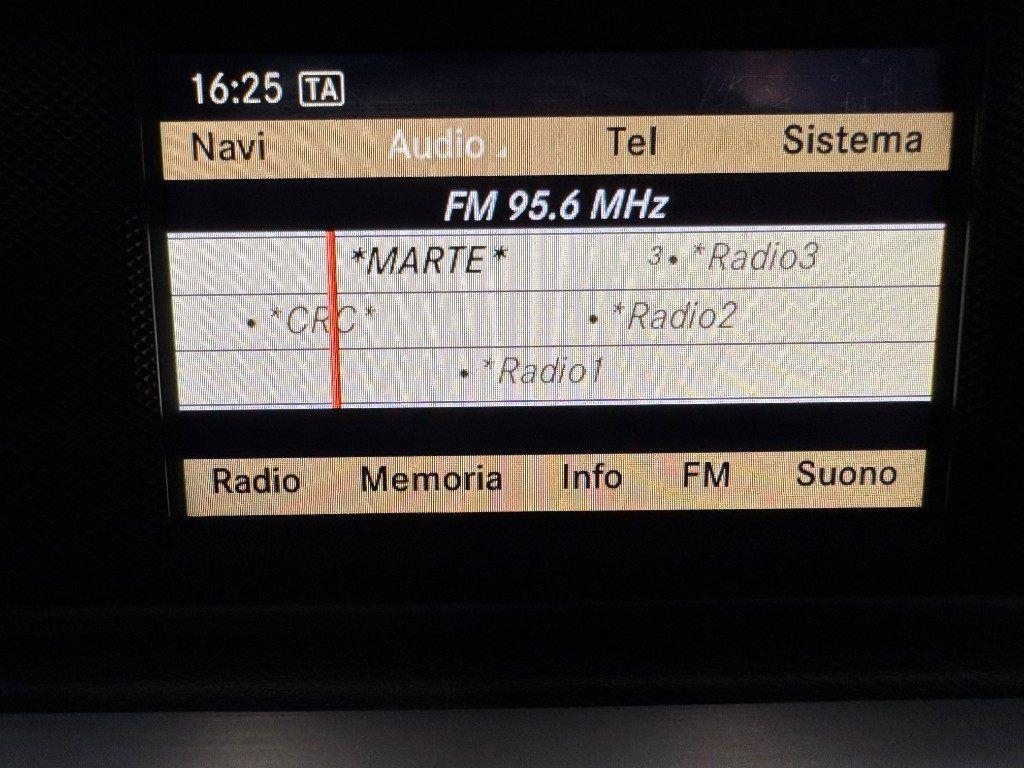 16:25 TA
Navi Audio Tel Sistema
FM 95.6 MHz
*MARTE* 3• *Radio3
• *CRC* • *Radio2
• *Radio1
Radio Memoria Info FM Suono